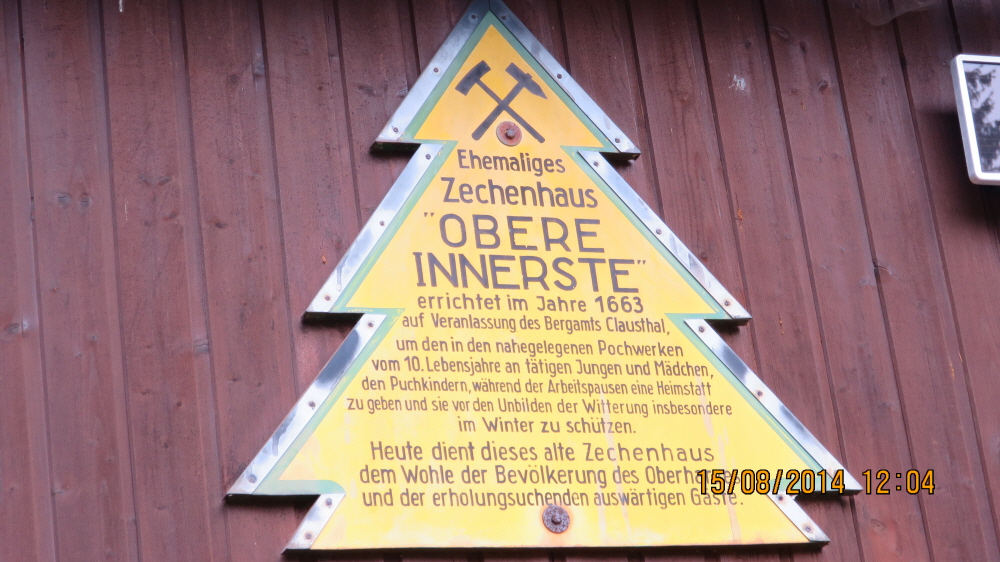 Ehemaliges
Zechenhaus
"OBERE
INNERSTE"
errichtet im Jahre 1663
auf Veranlassung des Bergamts Clausthal,
um den in den nahegelegenen Pochwerken
vom 10. Lebensjahre an tätigen Jungen und Mädchen,
den Puchkindern, während der Arbeitspausen eine Heimstatt
zu geben und sie vor den Unbilden der Witterung insbesondere
im Winter zu schützen.
Heute dient dieses alte Zechenhaus
dem Wohle der Bevölkerung des Oberharzes
und der erholungsuchenden auswärtigen Gäste.
15/08/2014 12:04